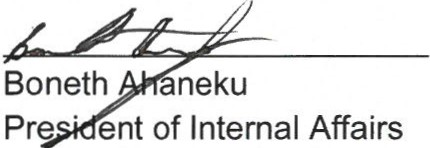 Boneth Ahaneku
President of Internal Affairs